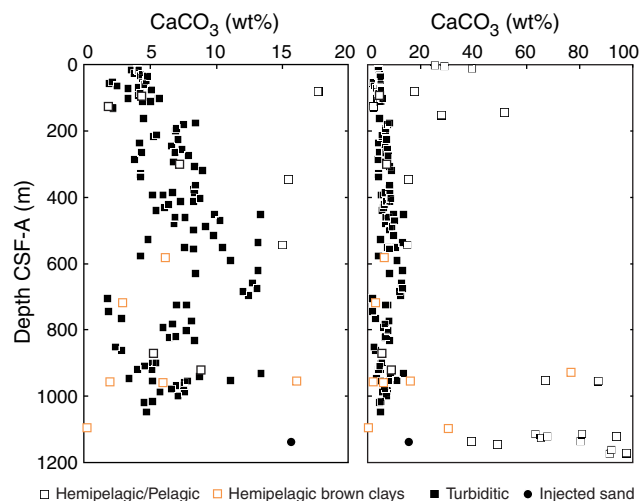 CaCO3 (wt%)
CaCO3 (wt%)
0 5 10 15 20
0 20 40 60 80 100
0
200
400
600
800
1000
1200
Depth CSF-A (m)
Hemipelagic/Pelagic Hemipelagic brown clays Turbiditic Injected sand